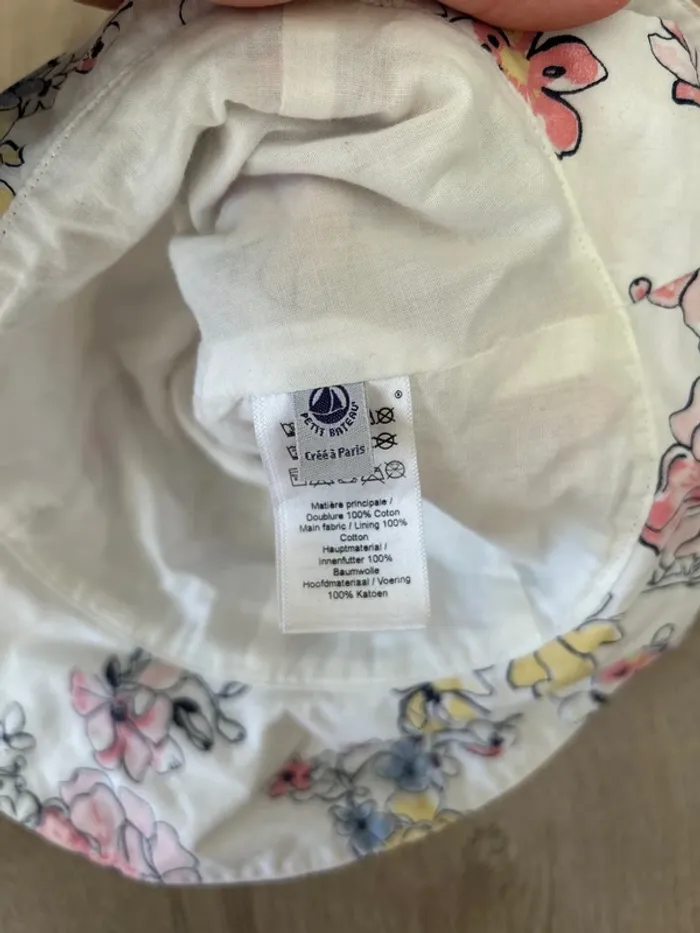 ®
PETIT BATEAU
Créé à Paris
Matière principale /
Doublure 100% Coton
Main fabric / Lining 100%
Cotton
Hauptmaterial /
Innenfutter 100%
Baumwolle
Hoofdmateriaal / Voering
100% Katoen